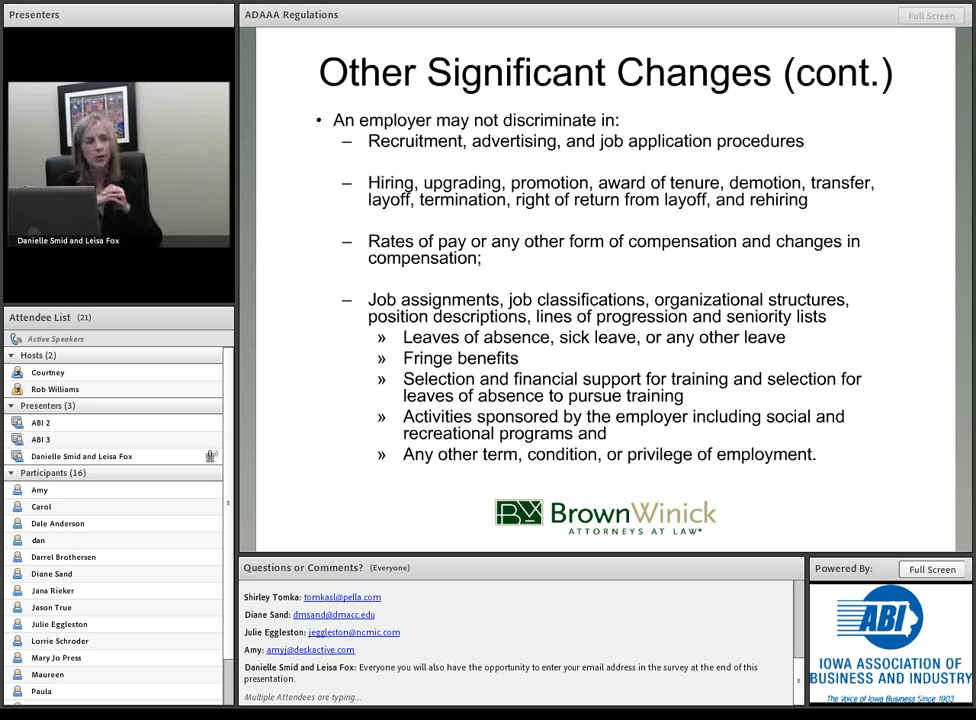 Presenters
Danielle Smid and Leisa Fox
Attendee List (21)
Active Speakers
Hosts (2)
Courtney
Rob Williams
Presenters (3)
ABI 2
ABI 3
Danielle Smid and Leisa Fox
Participants (16)
Amy
Carol
Dale Anderson
dan
Darrel Brothersen
Diane Sand
Jana Rieker
Jason True
Julie Eggleston
Lorrie Schroder
Mary Jo Press
Maureen
Paula
ADAAA Regulations
Full Screen
Other Significant Changes (cont.)
• An employer may not discriminate in:
– Recruitment, advertising, and job application procedures
– Hiring, upgrading, promotion, award of tenure, demotion, transfer,
layoff, termination, right of return from layoff, and rehiring
– Rates of pay or any other form of compensation and changes in
compensation;
– Job assignments, job classifications, organizational structures,
position descriptions, lines of progression and seniority lists
» Leaves of absence, sick leave, or any other leave
» Fringe benefits
» Selection and financial support for training and selection for
leaves of absence to pursue training
» Activities sponsored by the employer including social and
recreational programs and
» Any other term, condition, or privilege of employment.
BW BrownWinick
ATTORNEYS AT LAW®
Questions or Comments? (Everyone)
Shirley Tomka: tomkasl@pella.com
Diane Sand: dmsand@dmacc.edu
Julie Eggleston: jeggleston@ncmic.com
Amy: amyj@deskactive.com
Danielle Smid and Leisa Fox: Everyone you will also have the opportunity to enter your email address in the survey at the end of this
presentation.
Multiple Attendees are typing...
Powered By:
Full Screen
ABI
IOWA ASSOCIATION OF
BUSINESS AND INDUSTRY
The Voice of Iowa Business Since 1903